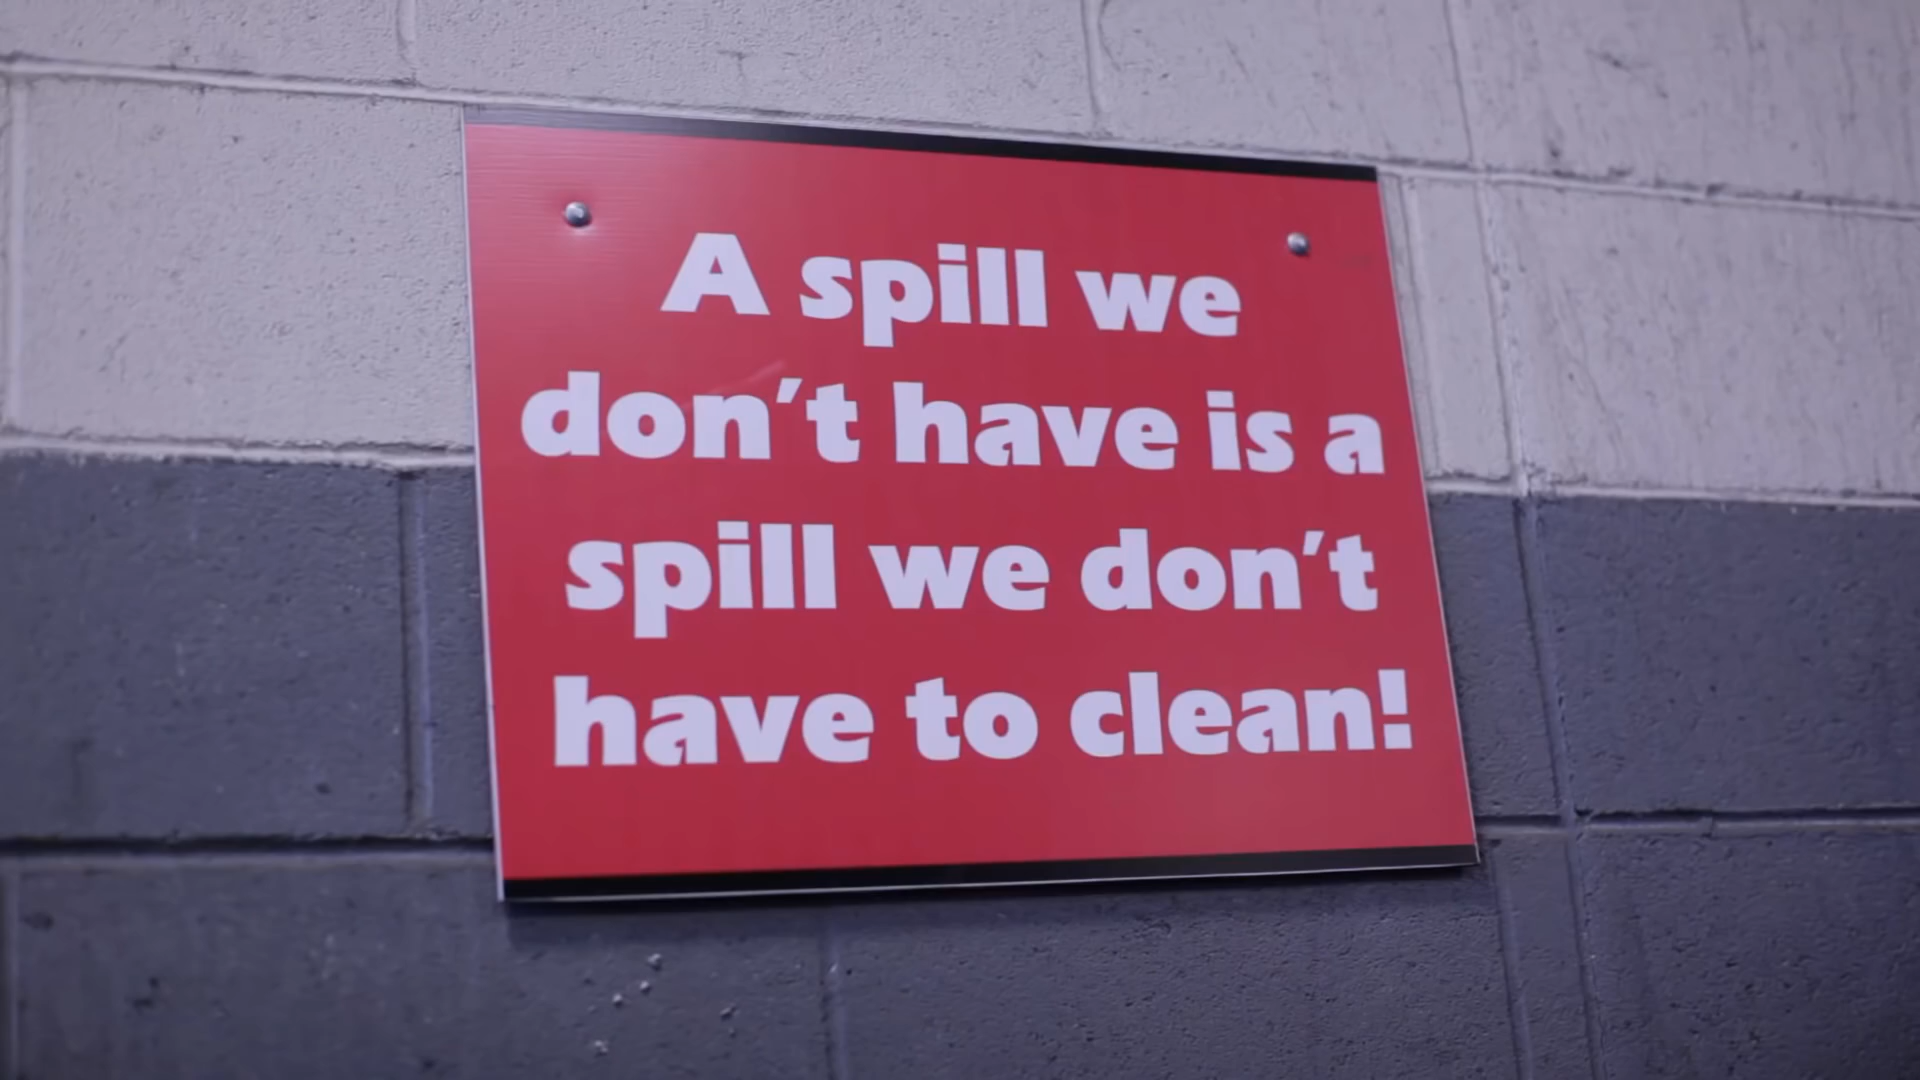 A spill we
don't have is a
spill we don't
have to clean!